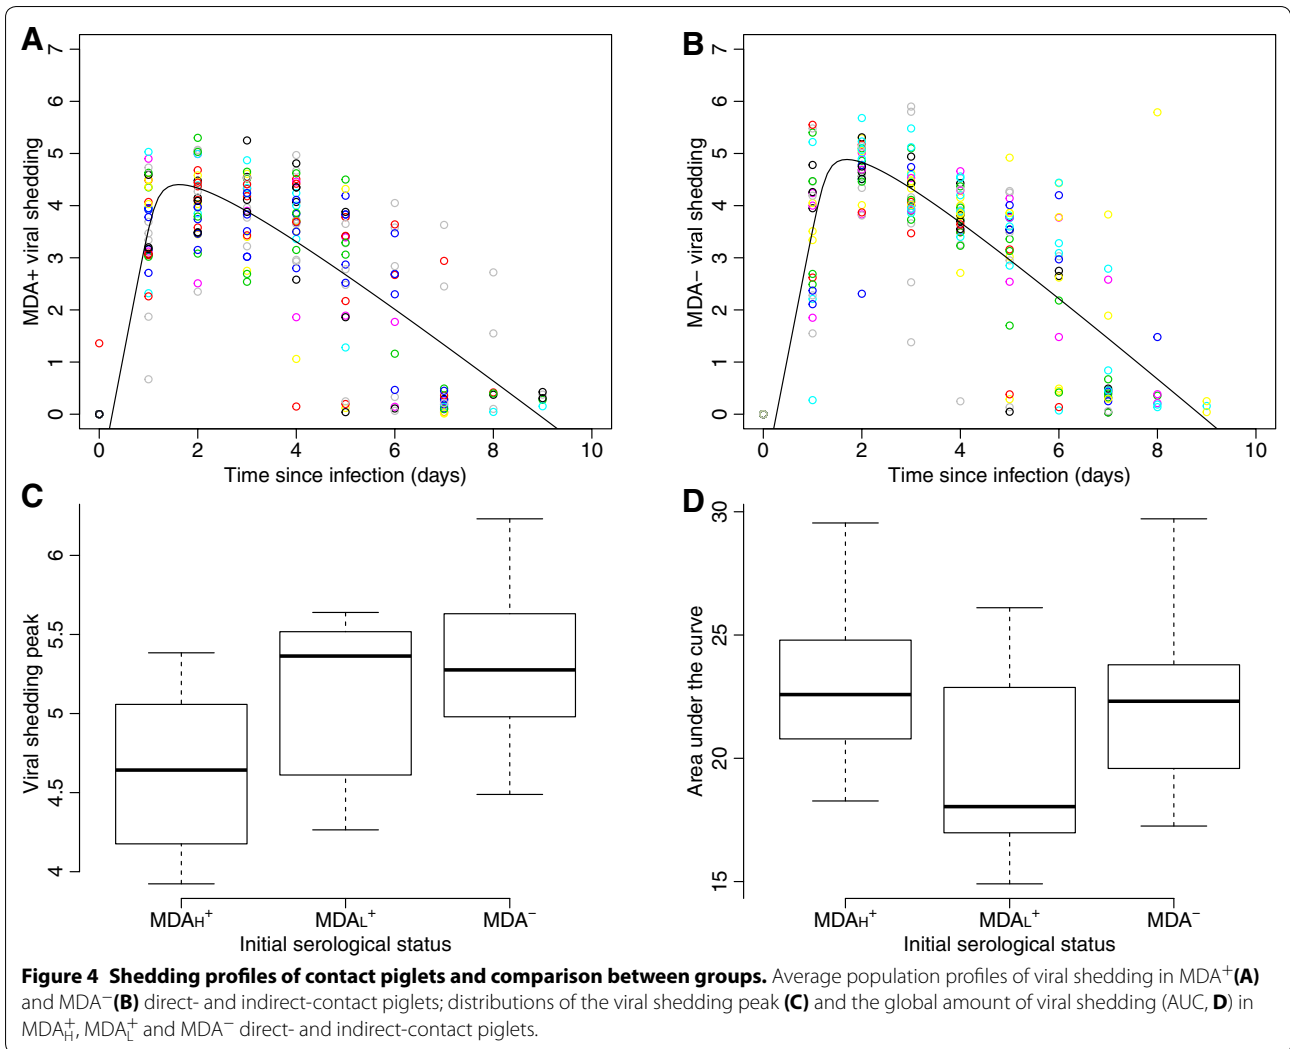 A
MDA+ viral shedding
0 1 2 3 4 5 6 7
0 2 4 6 8 10
Time since infection (days)
B
MDA− viral shedding
0 1 2 3 4 5 6 7
0 2 4 6 8 10
Time since infection (days)
C
Viral shedding peak
4 4.5 5 5.5 6
MDAH+ MDAL+ MDA−
Initial serological status
D
Area under the curve
15 20 25 30
MDAH+ MDAL+ MDA−
Initial serological status
Figure 4 Shedding profiles of contact piglets and comparison between groups. Average population profiles of viral shedding in MDA+(A)
and MDA−(B) direct- and indirect-contact piglets; distributions of the viral shedding peak (C) and the global amount of viral shedding (AUC, D) in
MDA+H, MDA+L and MDA− direct- and indirect-contact piglets.